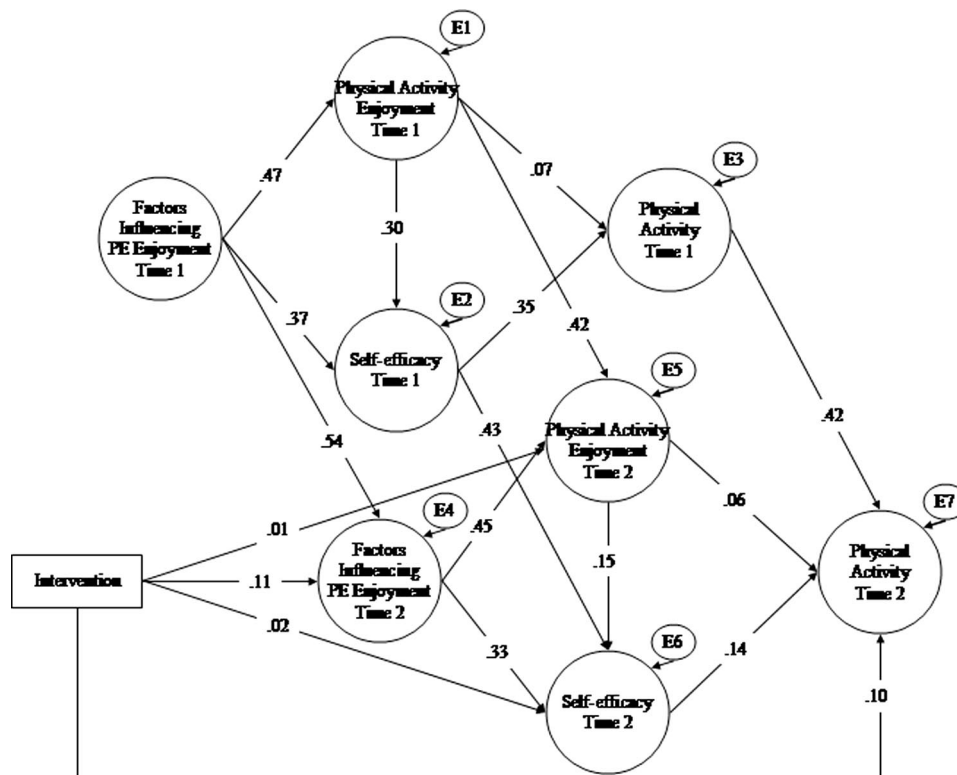 E1
Physical Activity
Enjoyment
Time 1
E3
.47
.07
Factors
Influencing
PE Enjoyment
Time 1
Physical
Activity
Time 1
.30
E2
.37
.35
.42
Self-efficacy
Time 1
E5
.54
.43
Physical Activity
Enjoyment
Time 2
.42
E4
.01
.45
.06
E7
Factors
Influencing
PE Enjoyment
Time 2
Physical
Activity
Time 2
Intervention
.11
.15
.02
E6
.33
.14
Self-efficacy
Time 2
.10